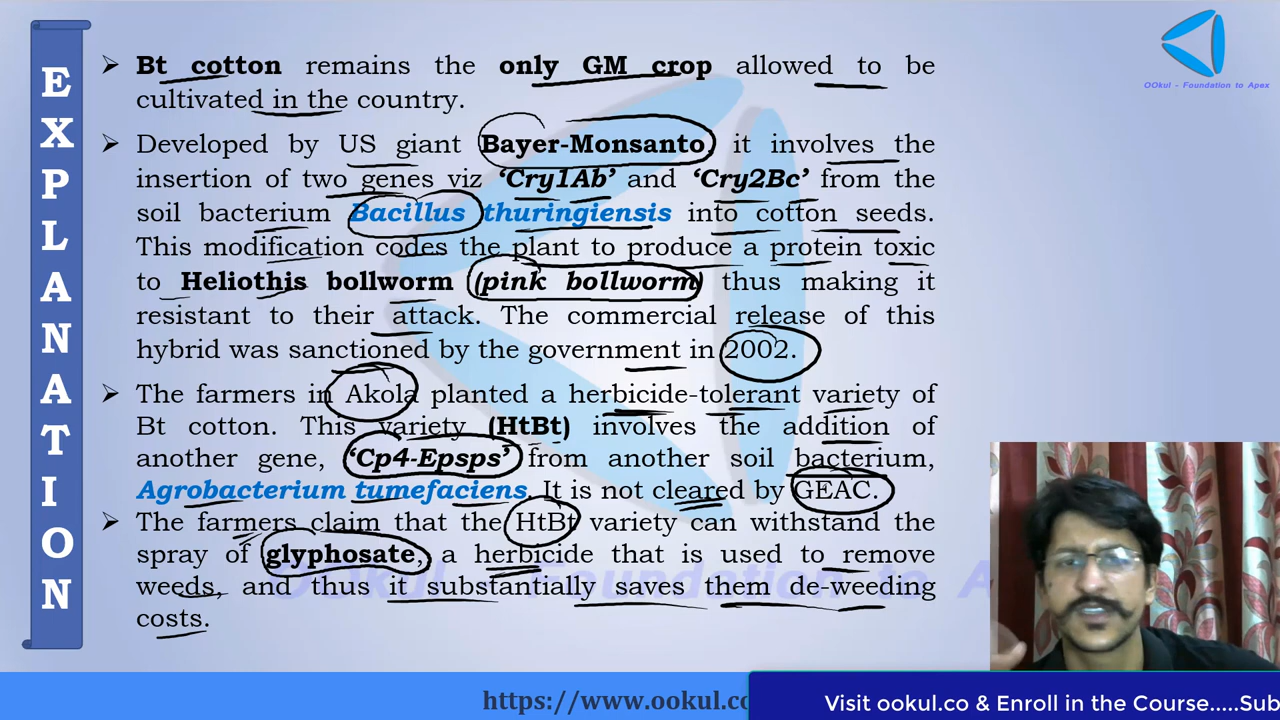 EXPLANATION
OOkul - Foundation to Apex
➢ Bt cotton remains the only GM crop allowed to be
cultivated in the country.
➢ Developed by US giant Bayer-Monsanto, it involves the
insertion of two genes viz ‘Cry1Ab’ and ‘Cry2Bc’ from the
soil bacterium Bacillus thuringiensis into cotton seeds.
This modification codes the plant to produce a protein toxic
to Heliothis bollworm (pink bollworm) thus making it
resistant to their attack. The commercial release of this
hybrid was sanctioned by the government in 2002.
➢ The farmers in Akola planted a herbicide-tolerant variety of
Bt cotton. This variety (HtBt) involves the addition of
another gene, ‘Cp4-Epsps’ from another soil bacterium,
Agrobacterium tumefaciens. It is not cleared by GEAC.
➢ The farmers claim that the HtBt variety can withstand the
spray of glyphosate, a herbicide that is used to remove
weeds, and thus it substantially saves them de-weeding
costs.
https://www.ookul.co
Visit ookul.co & Enroll in the Course.....Sub